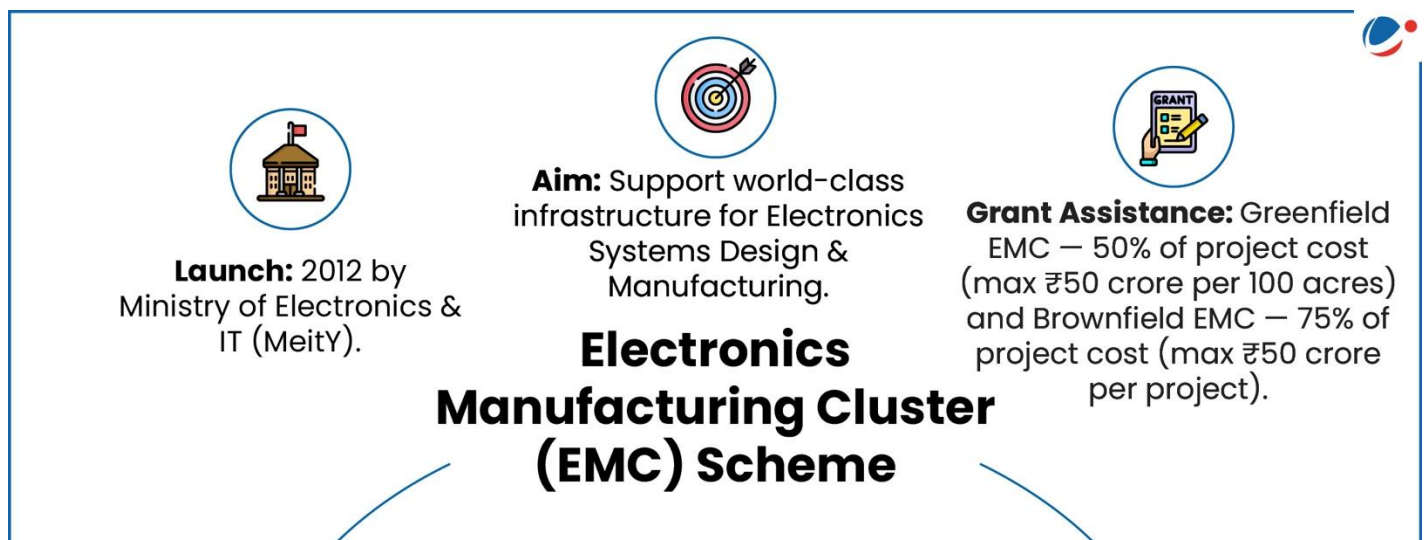 Launch: 2012 by
Ministry of Electronics &
IT (MeitY).
Aim: Support world-class
infrastructure for Electronics
Systems Design &
Manufacturing.
GRANT
Grant Assistance: Greenfield
EMC — 50% of project cost
(max ₹50 crore per 100 acres)
and Brownfield EMC — 75% of
project cost (max ₹50 crore
per project).
Electronics
Manufacturing Cluster
(EMC) Scheme